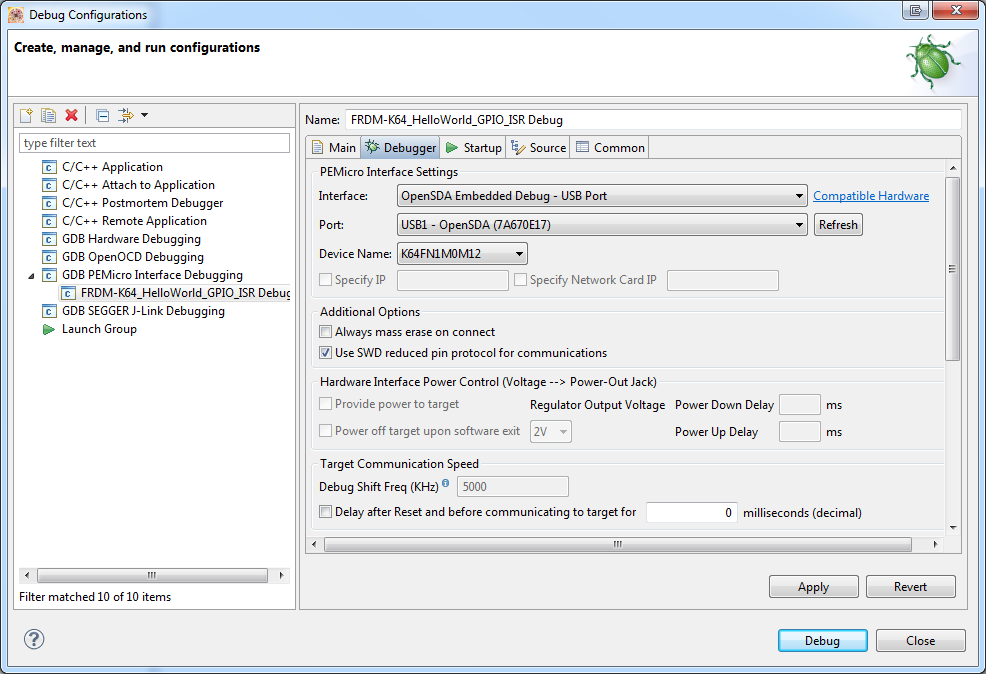 Debug Configurations
Create, manage, and run configurations
type filter text
C/C++ Application
C/C++ Attach to Application
C/C++ Postmortem Debugger
C/C++ Remote Application
GDB Hardware Debugging
GDB OpenOCD Debugging
GDB PEMicro Interface Debugging
FRDM-K64_HelloWorld_GPIO_ISR Debug
GDB SEGGER J-Link Debugging
Launch Group
Filter matched 10 of 10 items
Name: FRDM-K64_HelloWorld_GPIO_ISR Debug
Main Debugger Startup Source Common
PEMicro Interface Settings
Interface: OpenSDA Embedded Debug - USB Port Compatible Hardware
Port: USB1 - OpenSDA (7A670E17) Refresh
Device Name: K64FN1M0M12
Specify IP Specify Network Card IP
Additional Options
Always mass erase on connect
Use SWD reduced pin protocol for communications
Hardware Interface Power Control (Voltage --> Power-Out Jack)
Provide power to target Regulator Output Voltage Power Down Delay ms
Power off target upon software exit 2V Power Up Delay ms
Target Communication Speed
Debug Shift Freq (KHz) 5000
Delay after Reset and before communicating to target for 0 milliseconds (decimal)
Apply Revert
Debug Close